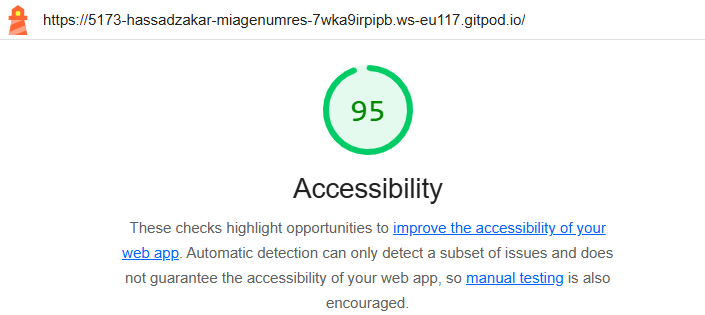 https://5173-hassadzakar-miagenumres-7wka9irpipb.ws-eu117.gitpod.io/
95
Accessibility
These checks highlight opportunities to improve the accessibility of your
web app. Automatic detection can only detect a subset of issues and does
not guarantee the accessibility of your web app, so manual testing is also
encouraged.